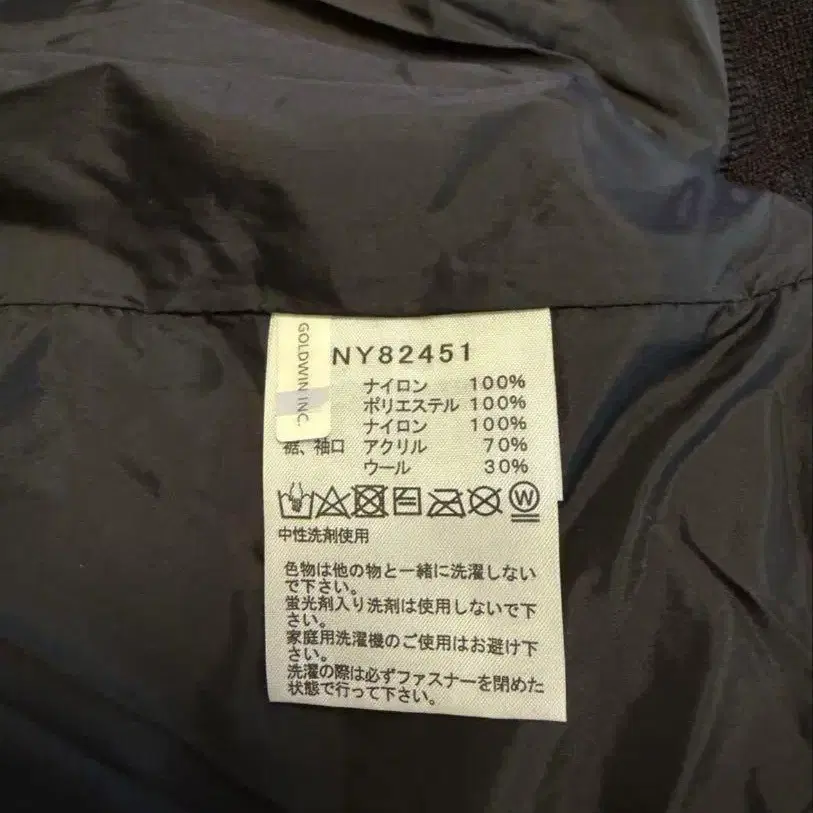 GOLDWIN INC.
NY82451
ナイロン 100%
ポリエステル 100%
ナイロン 100%
裾、袖口 アクリル 70%
ウール 30%
W
中性洗剤使用
色物は他の物と一緒に洗濯しない
で下さい。
蛍光剤入り洗剤は使用しないで下
さい。
家庭用洗濯機のご使用はお避け下
さい。
洗濯の際は必ずファスナーを閉めた
状態で行って下さい。